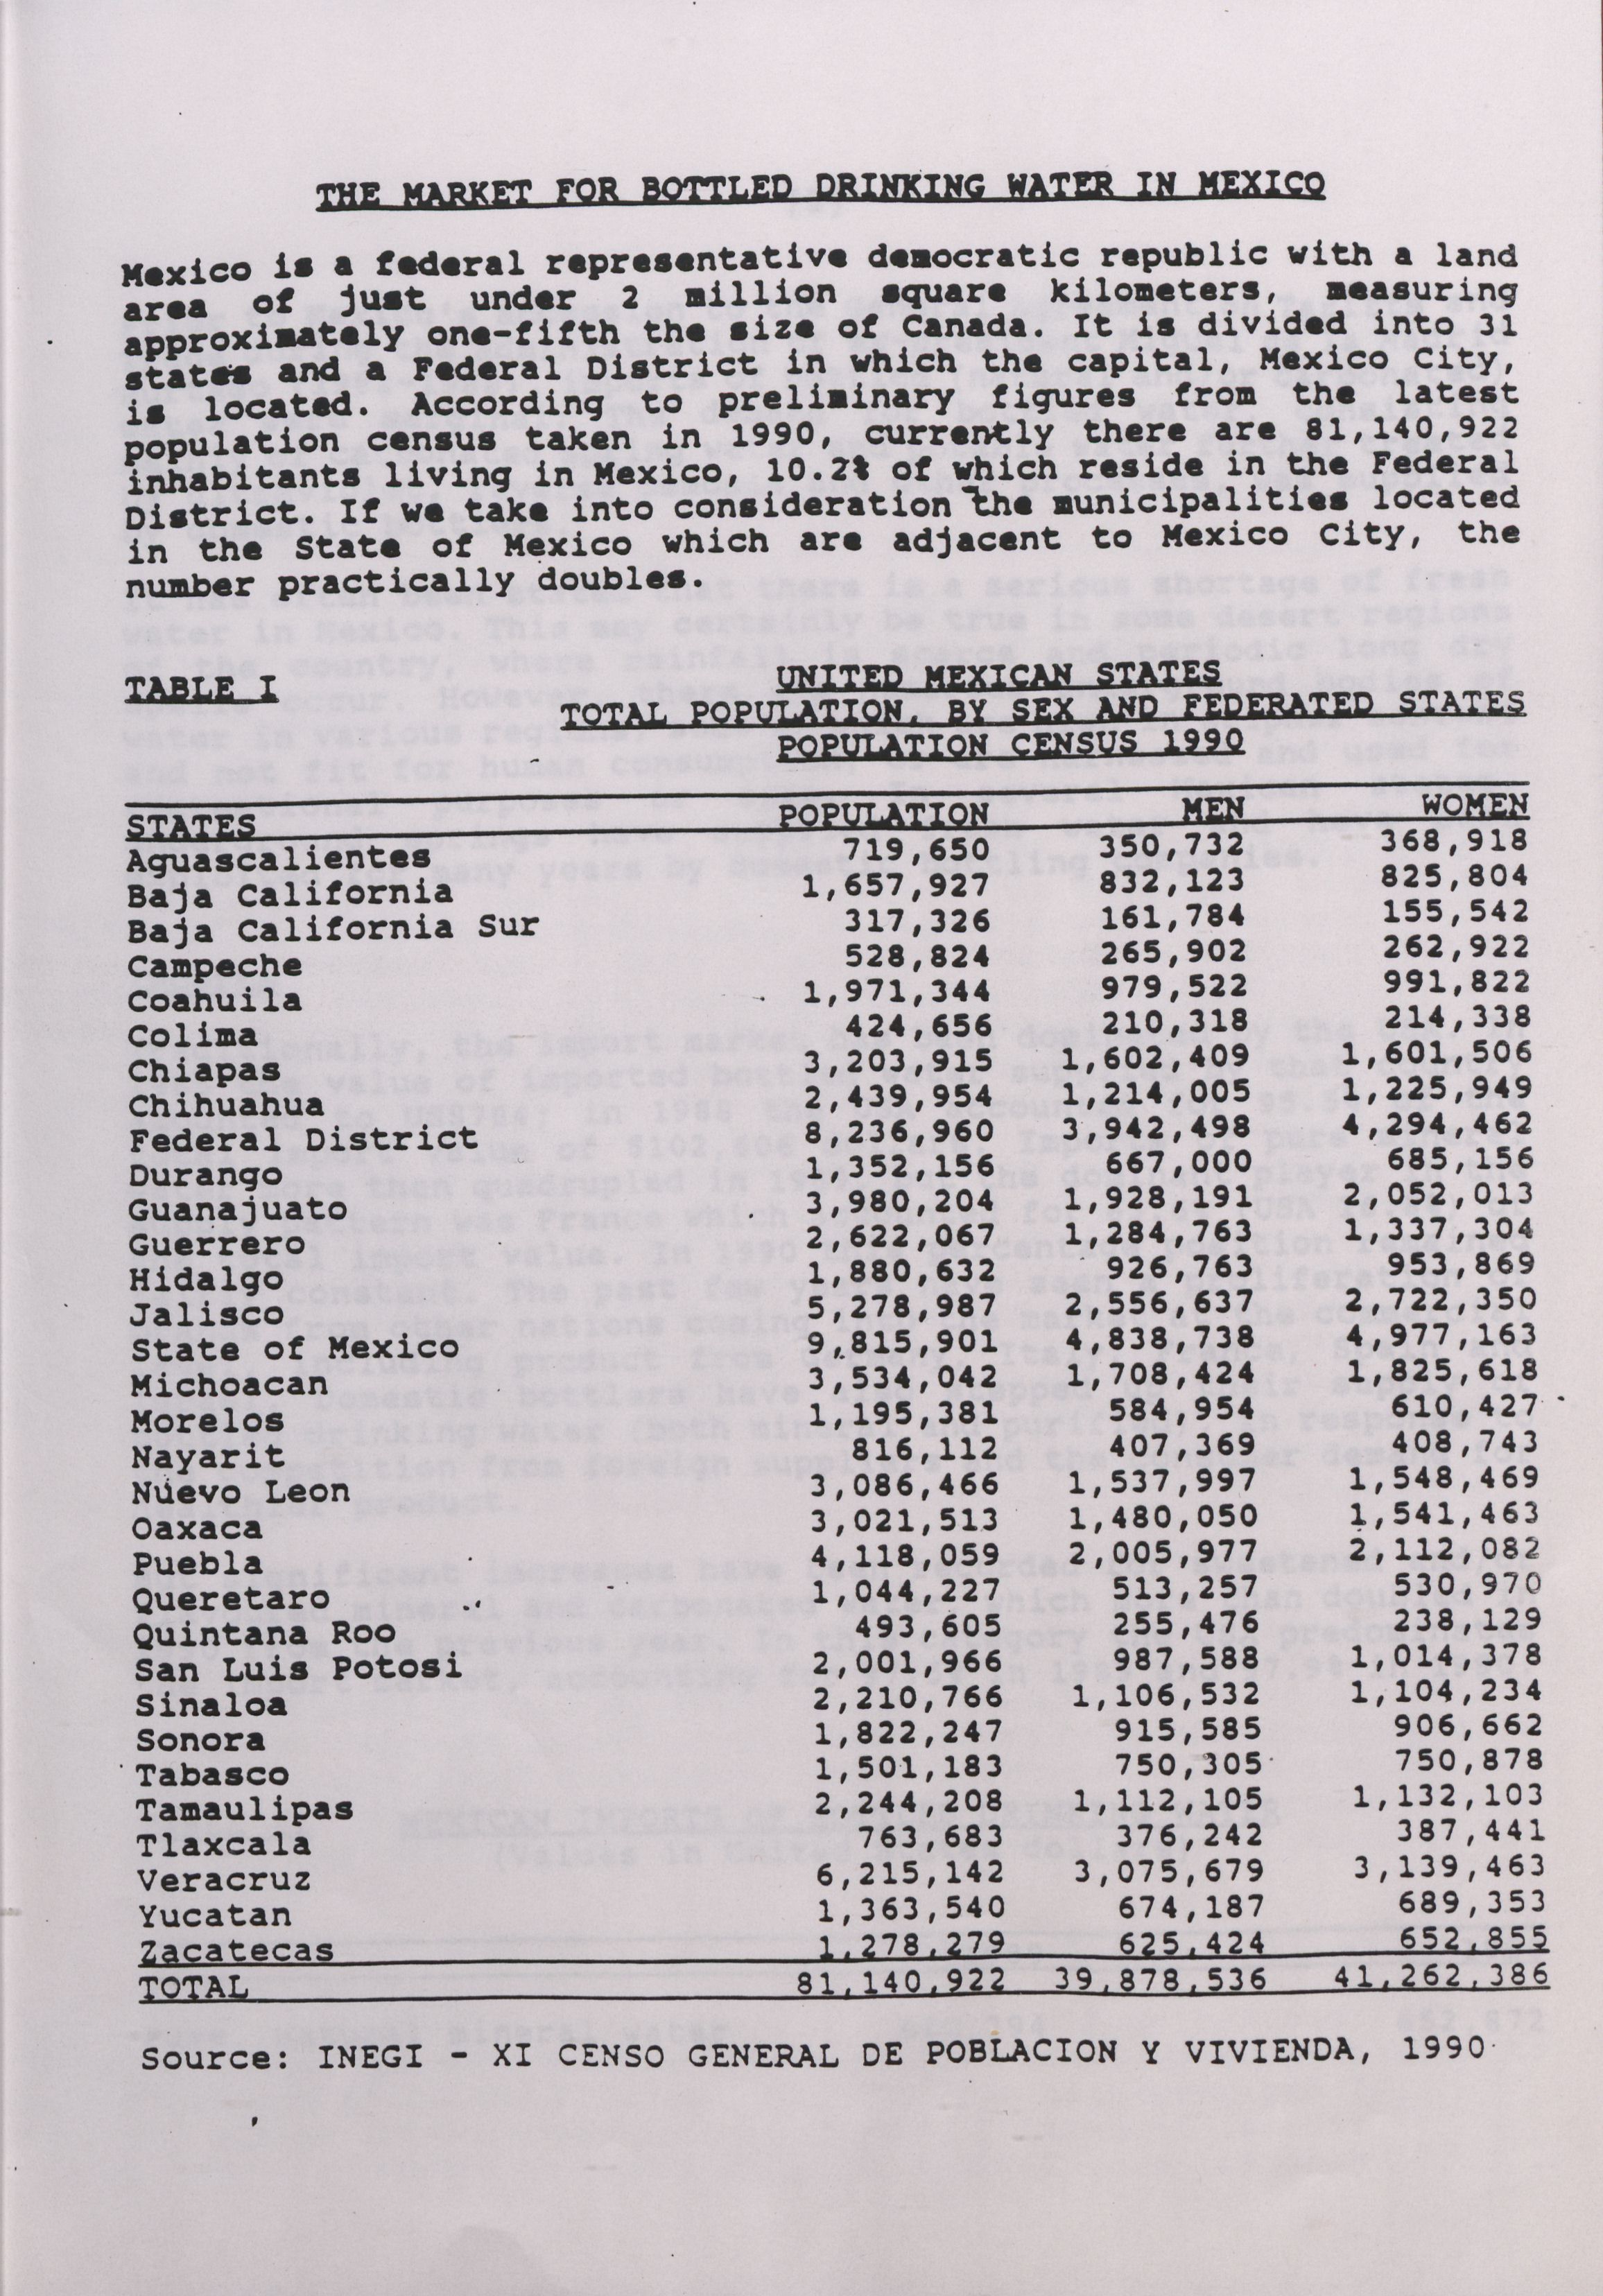 THE MARKET FOR BOTTLED DRINKING WATER IN MEXICO
Mexico is a federal representative democratic republic with a land
area of just under 2 million square kilometers, measuring
approximately one-fifth the size of Canada. It is divided into 31
states and a Federal District in which the capital, Mexico City,
is located. According to preliminary figures from the latest
population census taken in 1990, currently there are 81,140,922
inhabitants living in Mexico, 10.2% of which reside in the Federal
District. If we take into consideration the municipalities located
in the State of Mexico which are adjacent to Mexico City, the
number practically doubles.
TABLE I UNITED MEXICAN STATES
TOTAL POPULATION, BY SEX AND FEDERATED STATES
POPULATION CENSUS 1990
STATES POPULATION MEN WOMEN
Aguascalientes 719,650 350,732 368,918
Baja California 1,657,927 832,123 825,804
Baja California Sur 317,326 161,784 155,542
Campeche 528,824 265,902 262,922
Coahuila 1,971,344 979,522 991,822
Colima 424,656 210,318 214,338
Chiapas 3,203,915 1,602,409 1,601,506
Chihuahua 2,439,954 1,214,005 1,225,949
Federal District 8,236,960 3,942,498 4,294,462
Durango 1,352,156 667,000 685,156
Guanajuato 3,980,204 1,928,191 2,052,013
Guerrero 2,622,067 1,284,763 1,337,304
Hidalgo 1,880,632 926,763 953,869
Jalisco 5,278,987 2,556,637 2,722,350
State of Mexico 9,815,901 4,838,738 4,977,163
Michoacan 3,534,042 1,708,424 1,825,618
Morelos 1,195,381 584,954 610,427
Nayarit 816,112 407,369 408,743
Nuevo Leon 3,086,466 1,537,997 1,548,469
Oaxaca 3,021,513 1,480,050 1,541,463
Puebla 4,118,059 2,005,977 2,112,082
Queretaro 1,044,227 513,257 530,970
Quintana Roo 493,605 255,476 238,129
San Luis Potosi 2,001,966 987,588 1,014,378
Sinaloa 2,210,766 1,106,532 1,104,234
Sonora 1,822,247 915,585 906,662
Tabasco 1,501,183 750,305 750,878
Tamaulipas 2,244,208 1,112,105 1,132,103
Tlaxcala 763,683 376,242 387,441
Veracruz 6,215,142 3,075,679 3,139,463
Yucatan 1,363,540 674,187 689,353
Zacatecas 1,278,279 625,424 652,855
TOTAL 81,140,922 39,878,536 41,262,386
Source: INEGI - XI CENSO GENERAL DE POBLACION Y VIVIENDA, 1990